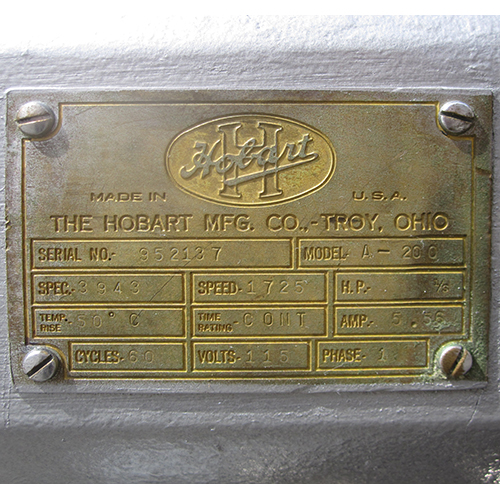 H
Hobart
MADE IN U.S.A.
THE HOBART MFG. CO.,-TROY, OHIO
SERIAL NO.- 952137 MODEL- A-200
SPEC.- 3943 SPEED- 1725 H.P.-
TEMP. RISE- 50°C TIME RATING- CONT AMP.- 5.56
CYCLES- 60 VOLTS- 115 PHASE- 1